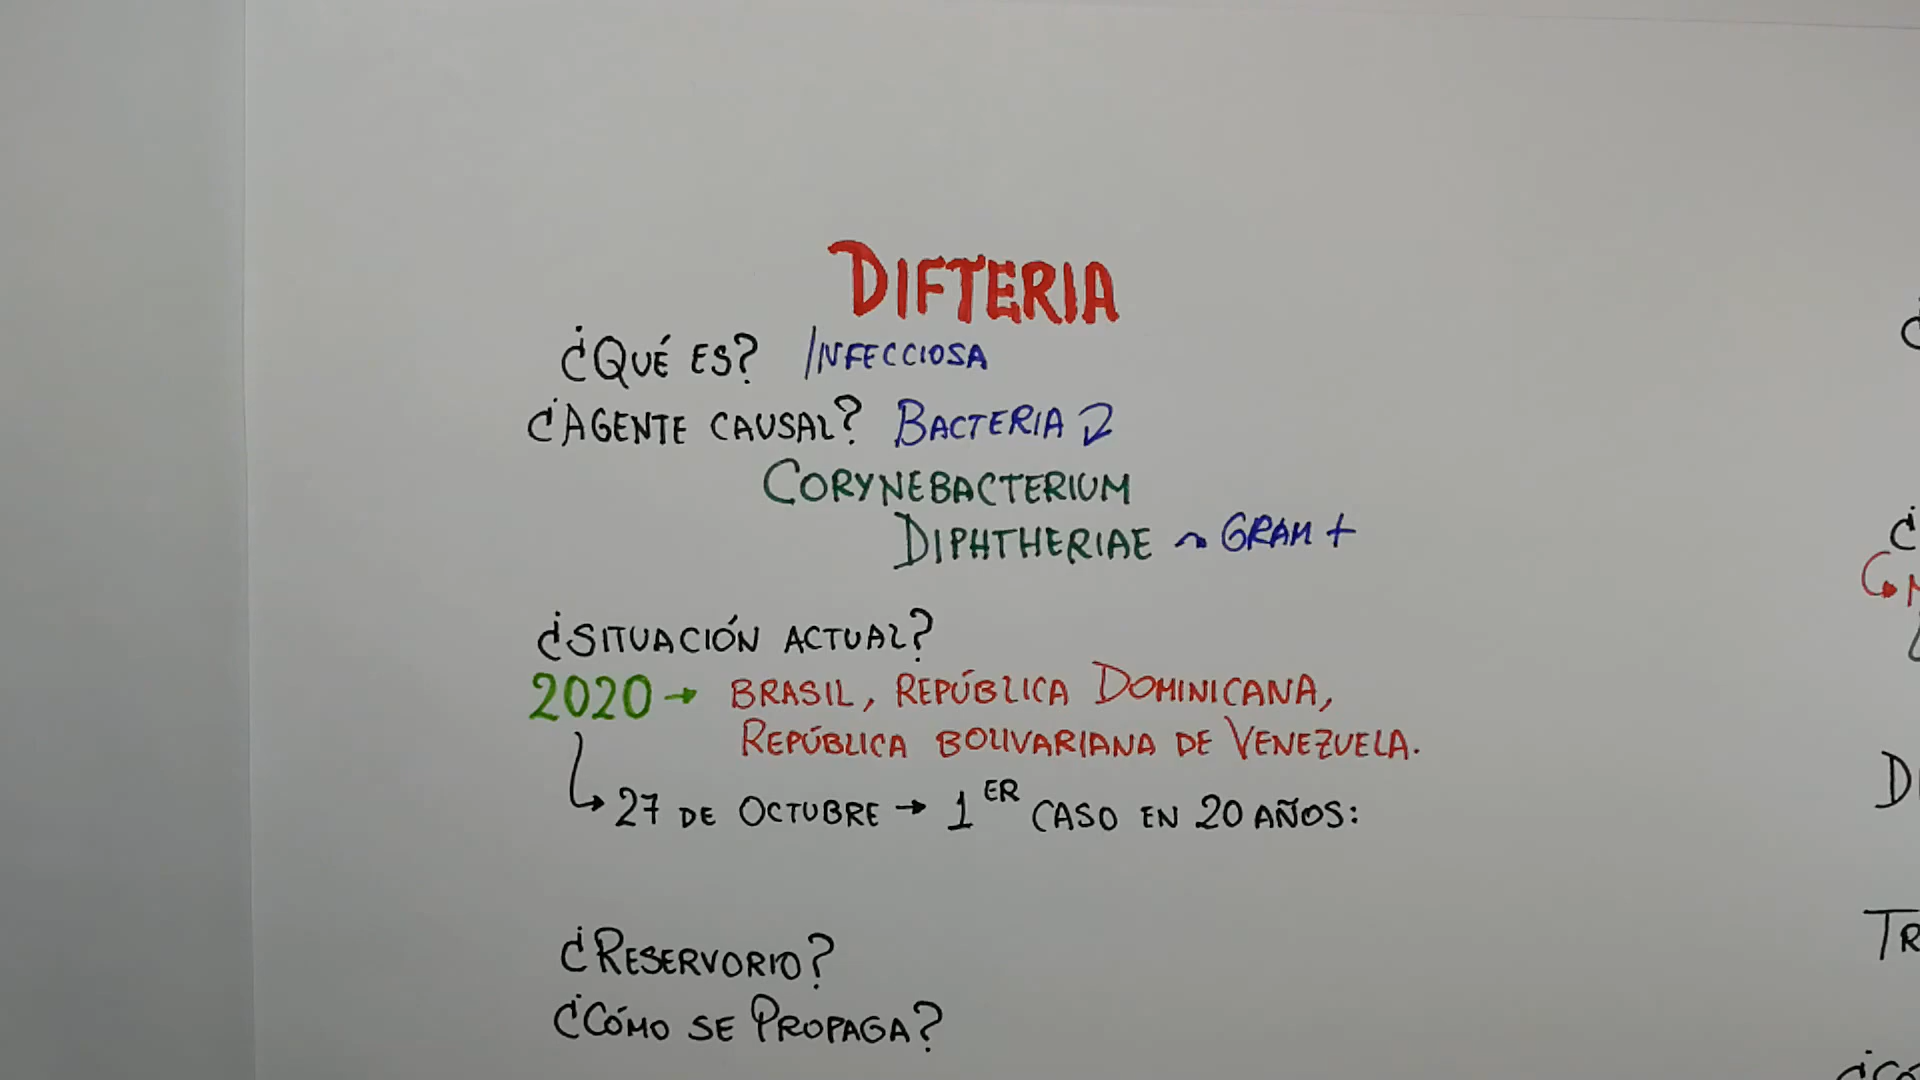 DIFTERIA
¿QUÉ ES? INFECCIOSA
¿AGENTE CAUSAL? BACTERIA
CORYNEBACTERIUM
DIPHTHERIAE ~ GRAM +
¿SITUACIÓN ACTUAL?
2020 → BRASIL, REPÚBLICA DOMINICANA,
REPÚBLICA BOLIVARIANA DE VENEZUELA.
↳ 27 DE OCTUBRE → 1ER CASO EN 20 AÑOS:
¿RESERVORIO?
¿CÓMO SE PROPAGA?